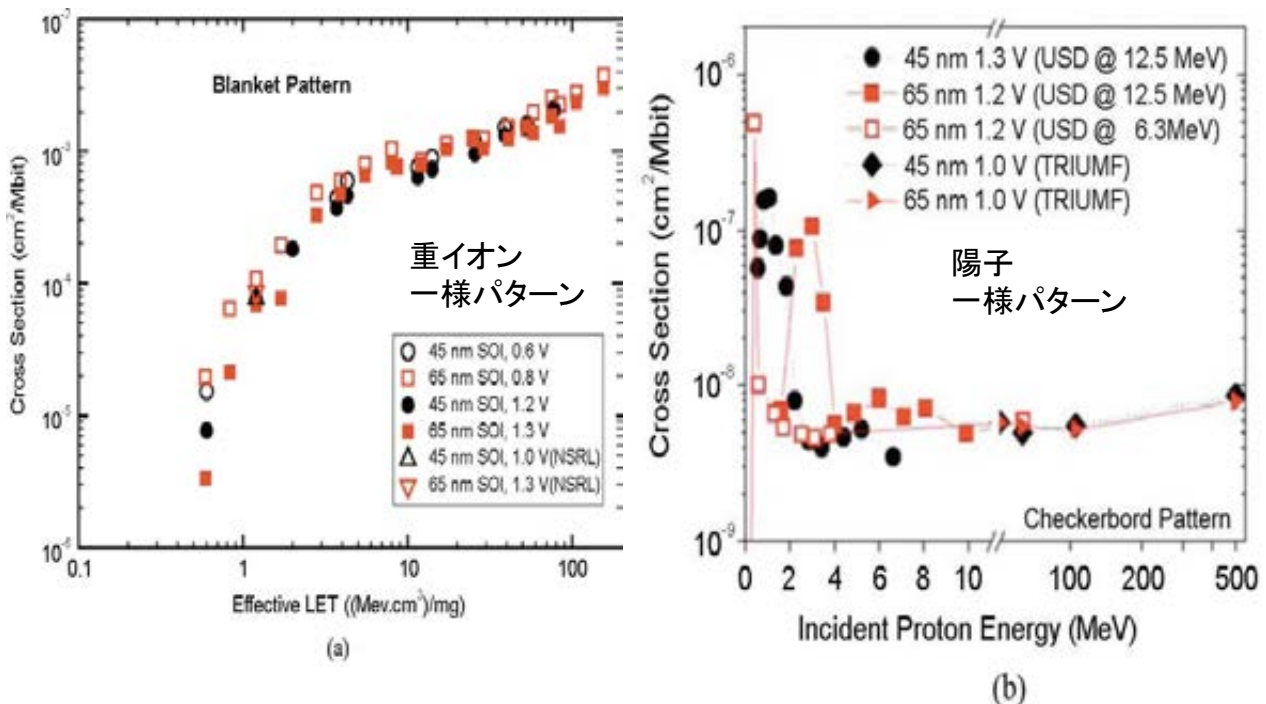 10⁻²
10⁻³
10⁻⁴
10⁻⁵
10⁻⁶
Cross Section (cm²/Mbit)
Blanket Pattern
重イオン
一様パターン
45 nm SOI, 0.6 V
65 nm SOI, 0.8 V
45 nm SOI, 1.2 V
65 nm SOI, 1.3 V
45 nm SOI, 1.0 V(NSRL)
65 nm SOI, 1.3 V(NSRL)
0.1 1 10 100
Effective LET ((Mev.cm²)/mg)
(a)
10⁻⁶
10⁻⁷
10⁻⁸
10⁻⁹
Cross Section (cm²/Mbit)
45 nm 1.3 V (USD @ 12.5 MeV)
65 nm 1.2 V (USD @ 12.5 MeV)
65 nm 1.2 V (USD @ 6.3MeV)
45 nm 1.0 V (TRIUMF)
65 nm 1.0 V (TRIUMF)
陽子
一様パターン
Checkerbord Pattern
0 2 4 6 8 10 100 200 500
Incident Proton Energy (MeV)
(b)